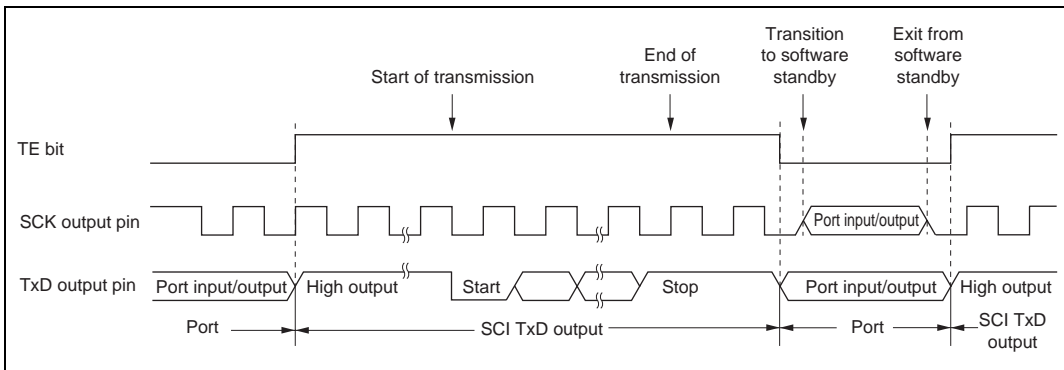 Transition
to software
standby
Exit from
software
standby
End of
transmission
Start of transmission
TE bit
SCK output pin
Port input/output
TxD output pin
Port input/output
High output
Start
Stop
Port input/output
High output
Port
SCI TxD output
Port
SCI TxD
output